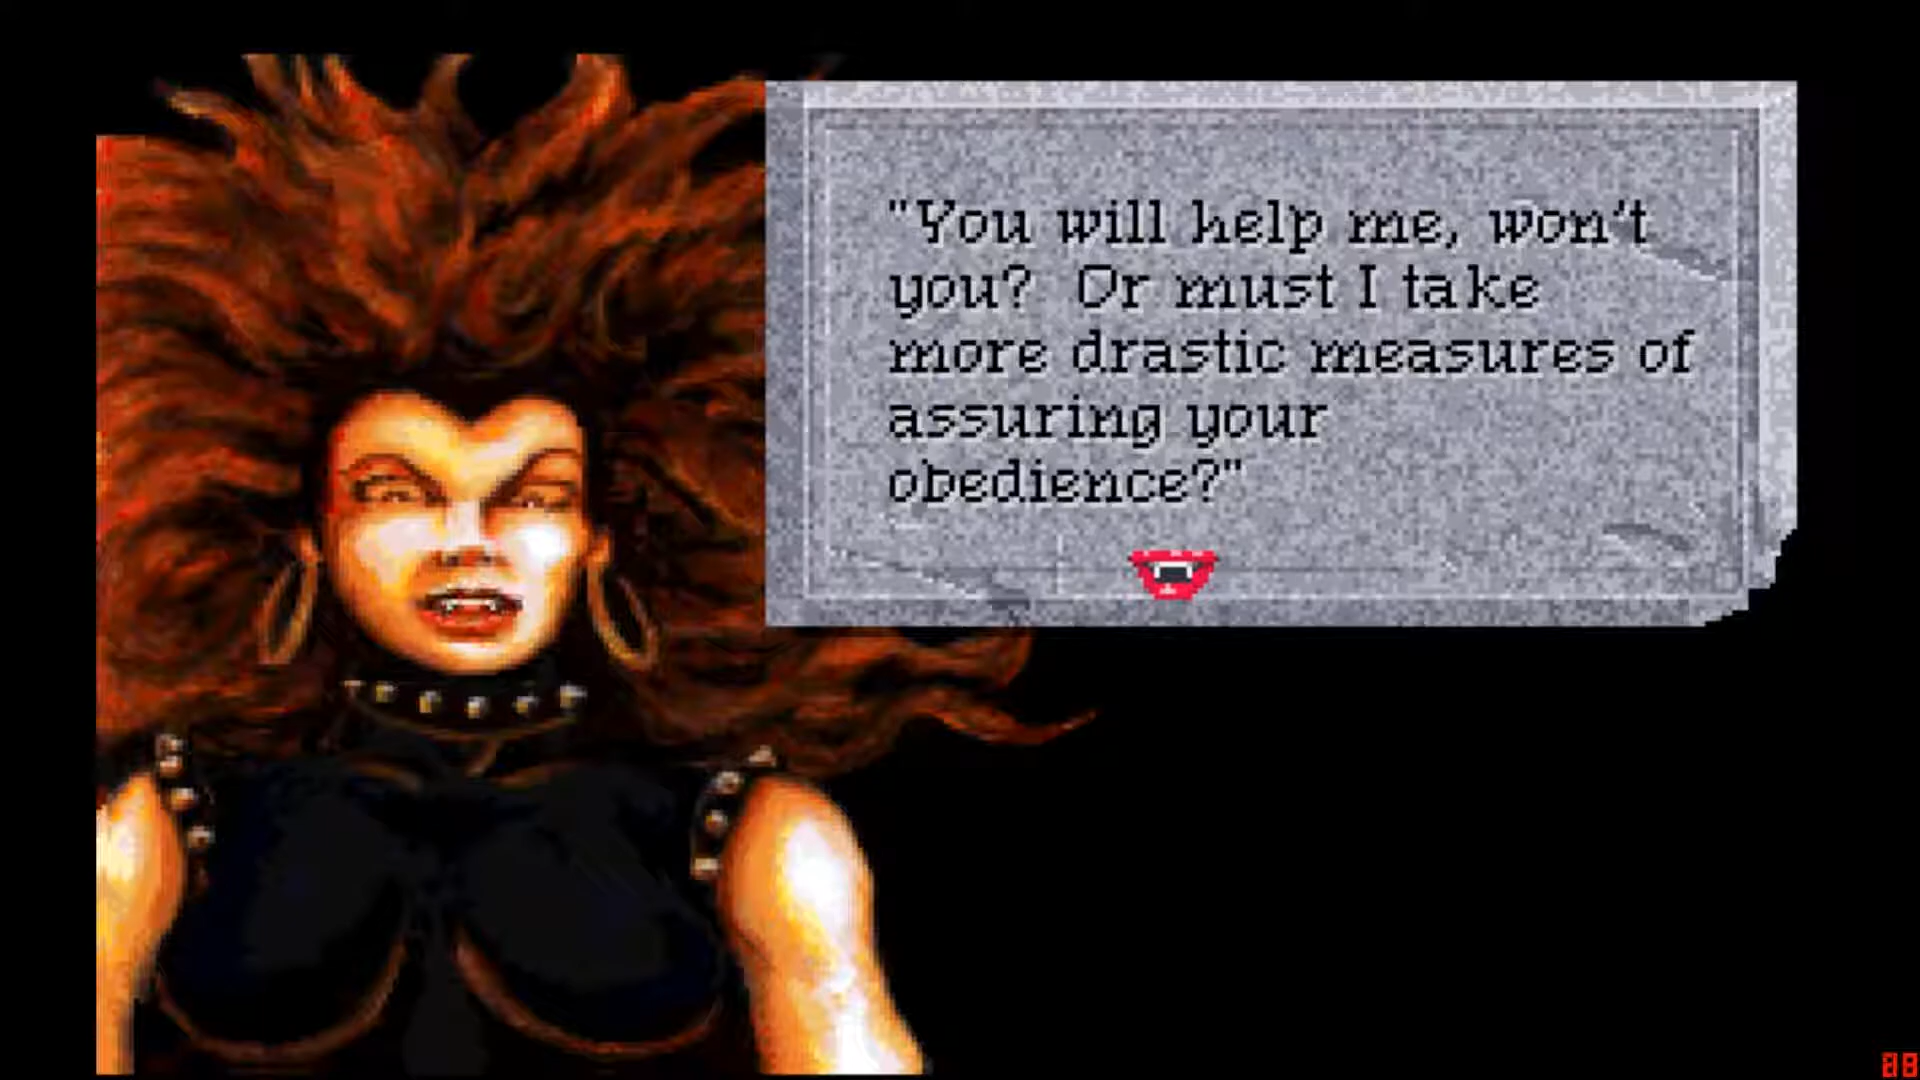 "You will help me, won't
you?  Or must I take
more drastic measures of
assuring your
obedience?"